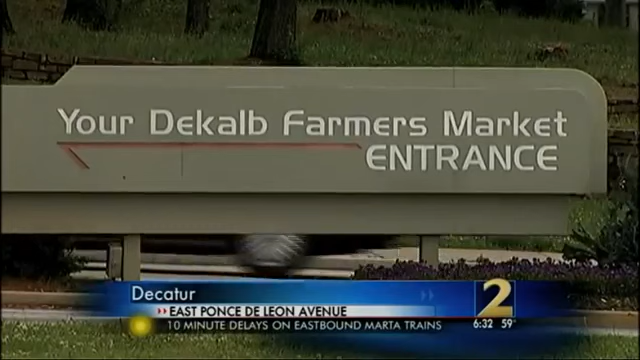 Your Dekalb Farmers Market
ENTRANCE
Decatur
EAST PONCE DE LEON AVENUE
10 MINUTE DELAYS ON EASTBOUND MARTA TRAINS
2
6:32 59°